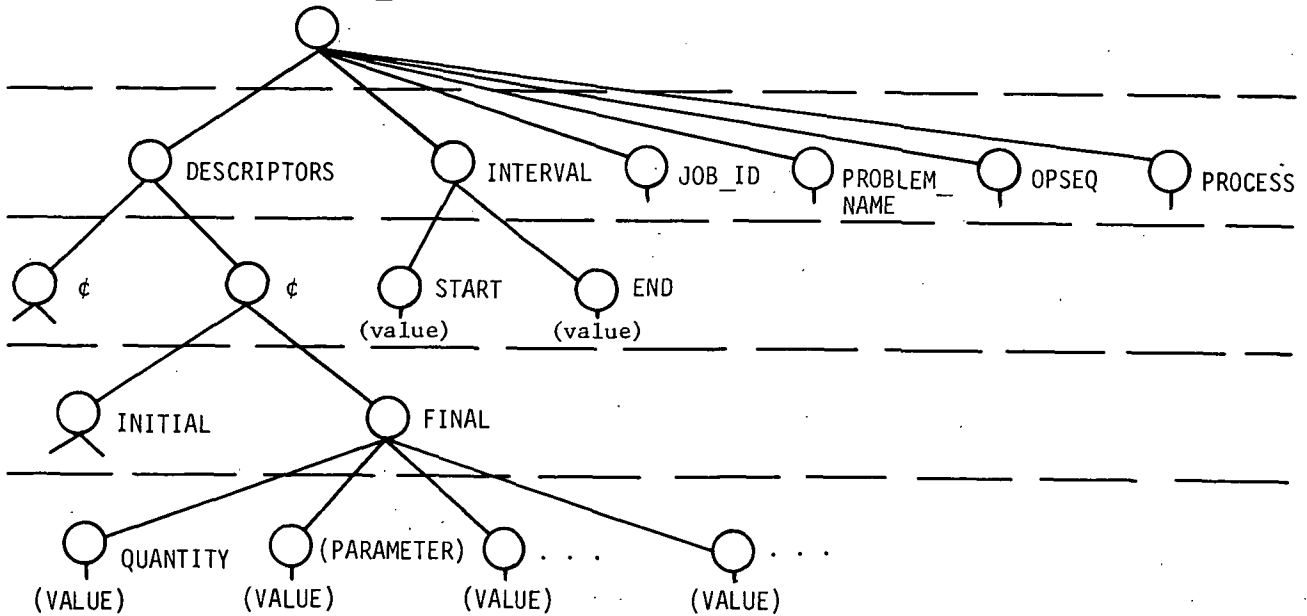 DESCRIPTORS
INTERVAL
JOB_ID
PROBLEM_
NAME
OPSEQ
PROCESS
¢
¢
START
END
(value)
(value)
INITIAL
FINAL
QUANTITY
(PARAMETER)
. . .
. . .
(VALUE)
(VALUE)
(VALUE)
(VALUE)